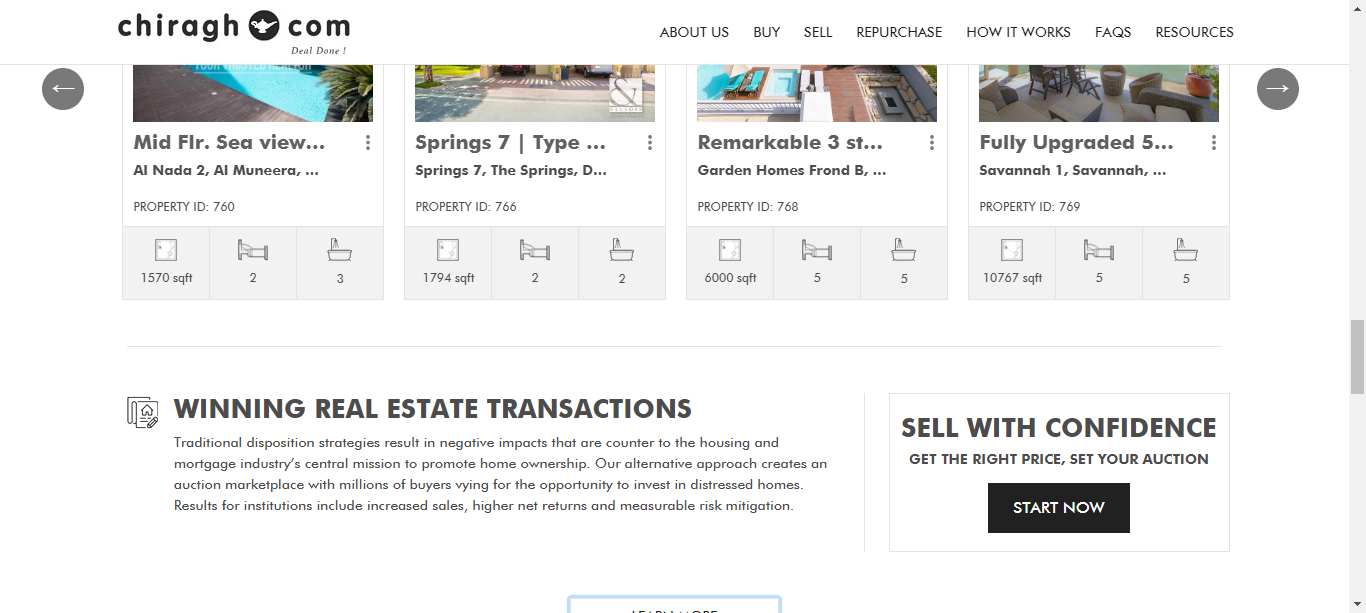 chiragh com
Deal Done !
ABOUT US BUY SELL REPURCHASE HOW IT WORKS FAQS RESOURCES
YOUR TRUSTED REALTOR
&
Mid Flr. Sea view...
Al Nada 2, Al Muneera, ...
PROPERTY ID: 760
1570 sqft 2 3
Springs 7 | Type ...
Springs 7, The Springs, D...
PROPERTY ID: 766
1794 sqft 2 2
Remarkable 3 st...
Garden Homes Frond B, ...
PROPERTY ID: 768
6000 sqft 5 5
Fully Upgraded 5...
Savannah 1, Savannah, ...
PROPERTY ID: 769
10767 sqft 5 5
WINNING REAL ESTATE TRANSACTIONS
Traditional disposition strategies result in negative impacts that are counter to the housing and
mortgage industry’s central mission to promote home ownership. Our alternative approach creates an
auction marketplace with millions of buyers vying for the opportunity to invest in distressed homes.
Results for institutions include increased sales, higher net returns and measurable risk mitigation.
SELL WITH CONFIDENCE
GET THE RIGHT PRICE, SET YOUR AUCTION
START NOW
LEARN MORE